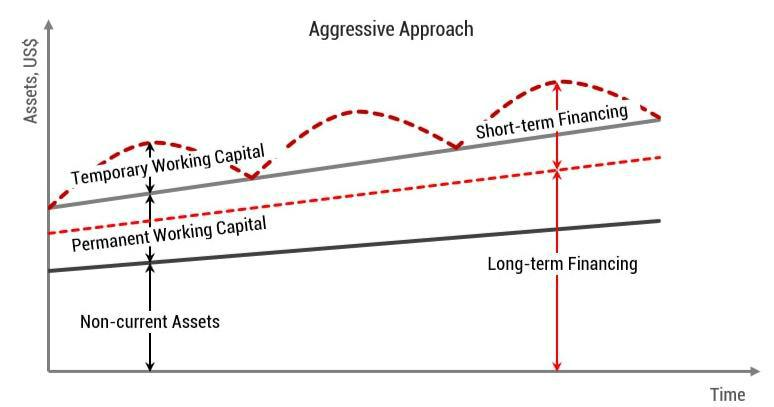 Aggressive Approach
Assets, US$
Short-term Financing
Temporary Working Capital
Permanent Working Capital
Long-term Financing
Non-current Assets
Time